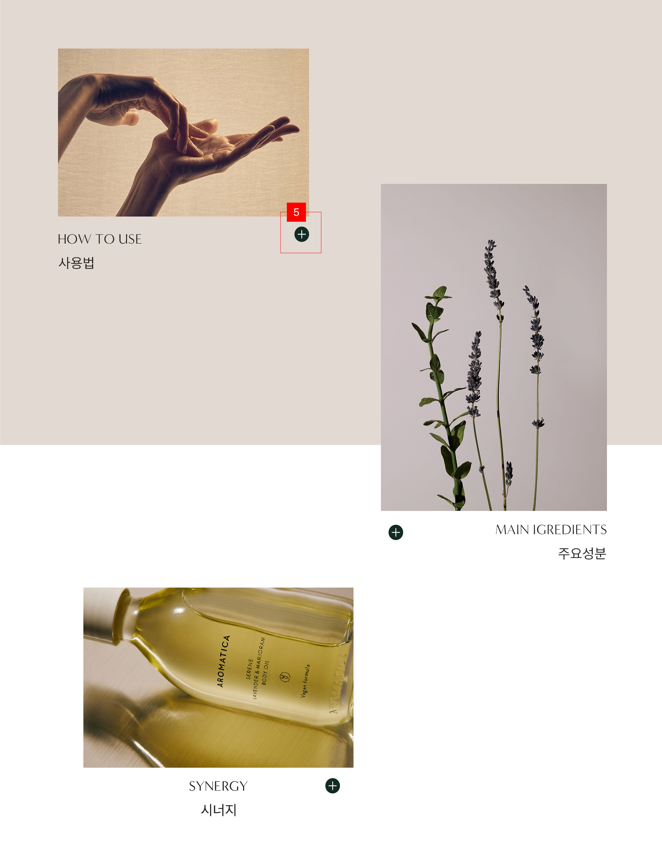 5
HOW TO USE
사용법
MAIN IGREDIENTS
주요성분
AROMATICA
SERENE
LAVENDER & MARJORAM
BODY OIL
Vegan Formula
SYNERGY
시너지